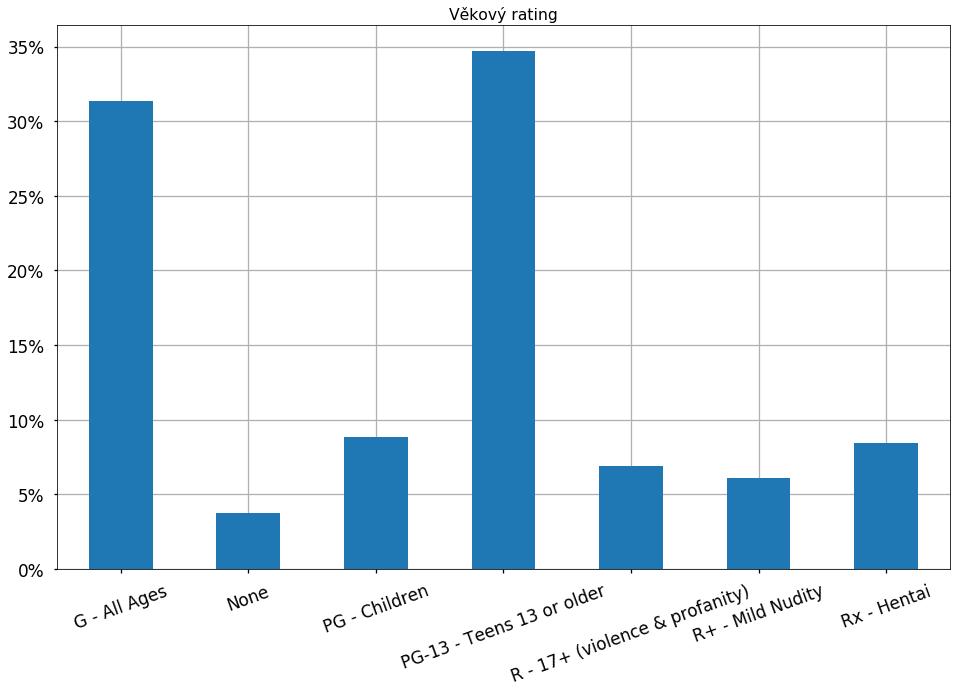 Věkový rating
35%
30%
25%
20%
15%
10%
5%
0%
G - All Ages
None
PG - Children
PG-13 - Teens 13 or older
R - 17+ (violence & profanity)
R+ - Mild Nudity
Rx - Hentai